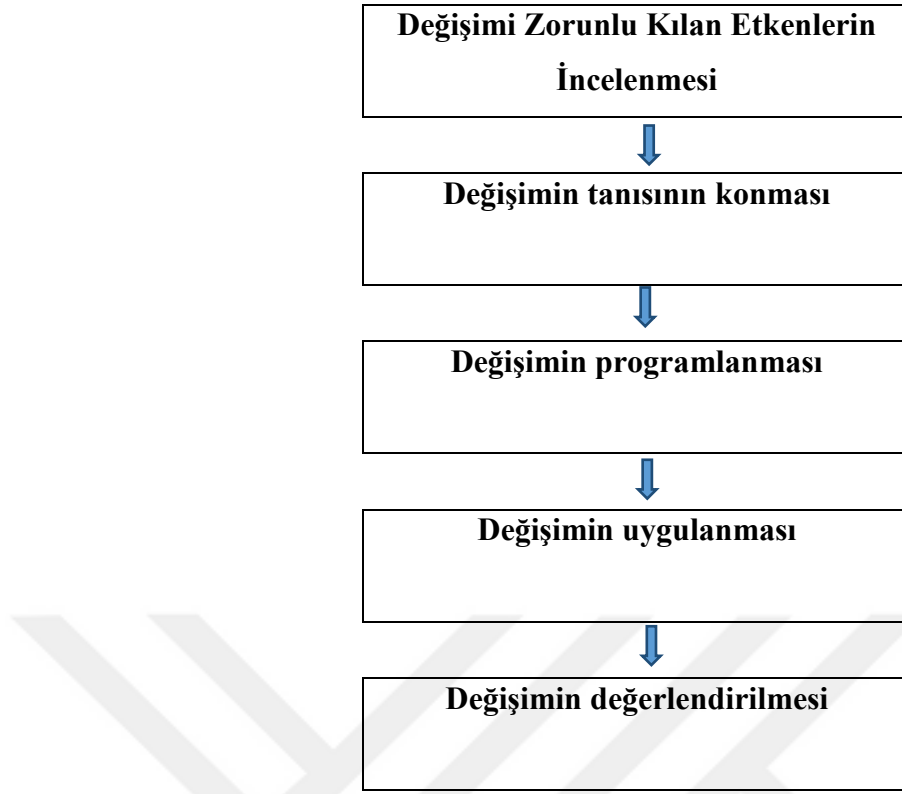 Değişimi Zorunlu Kılan Etkenlerin
İncelenmesi
Değişimin tanısının konması
Değişimin programlanması
Değişimin uygulanması
Değişimin değerlendirilmesi